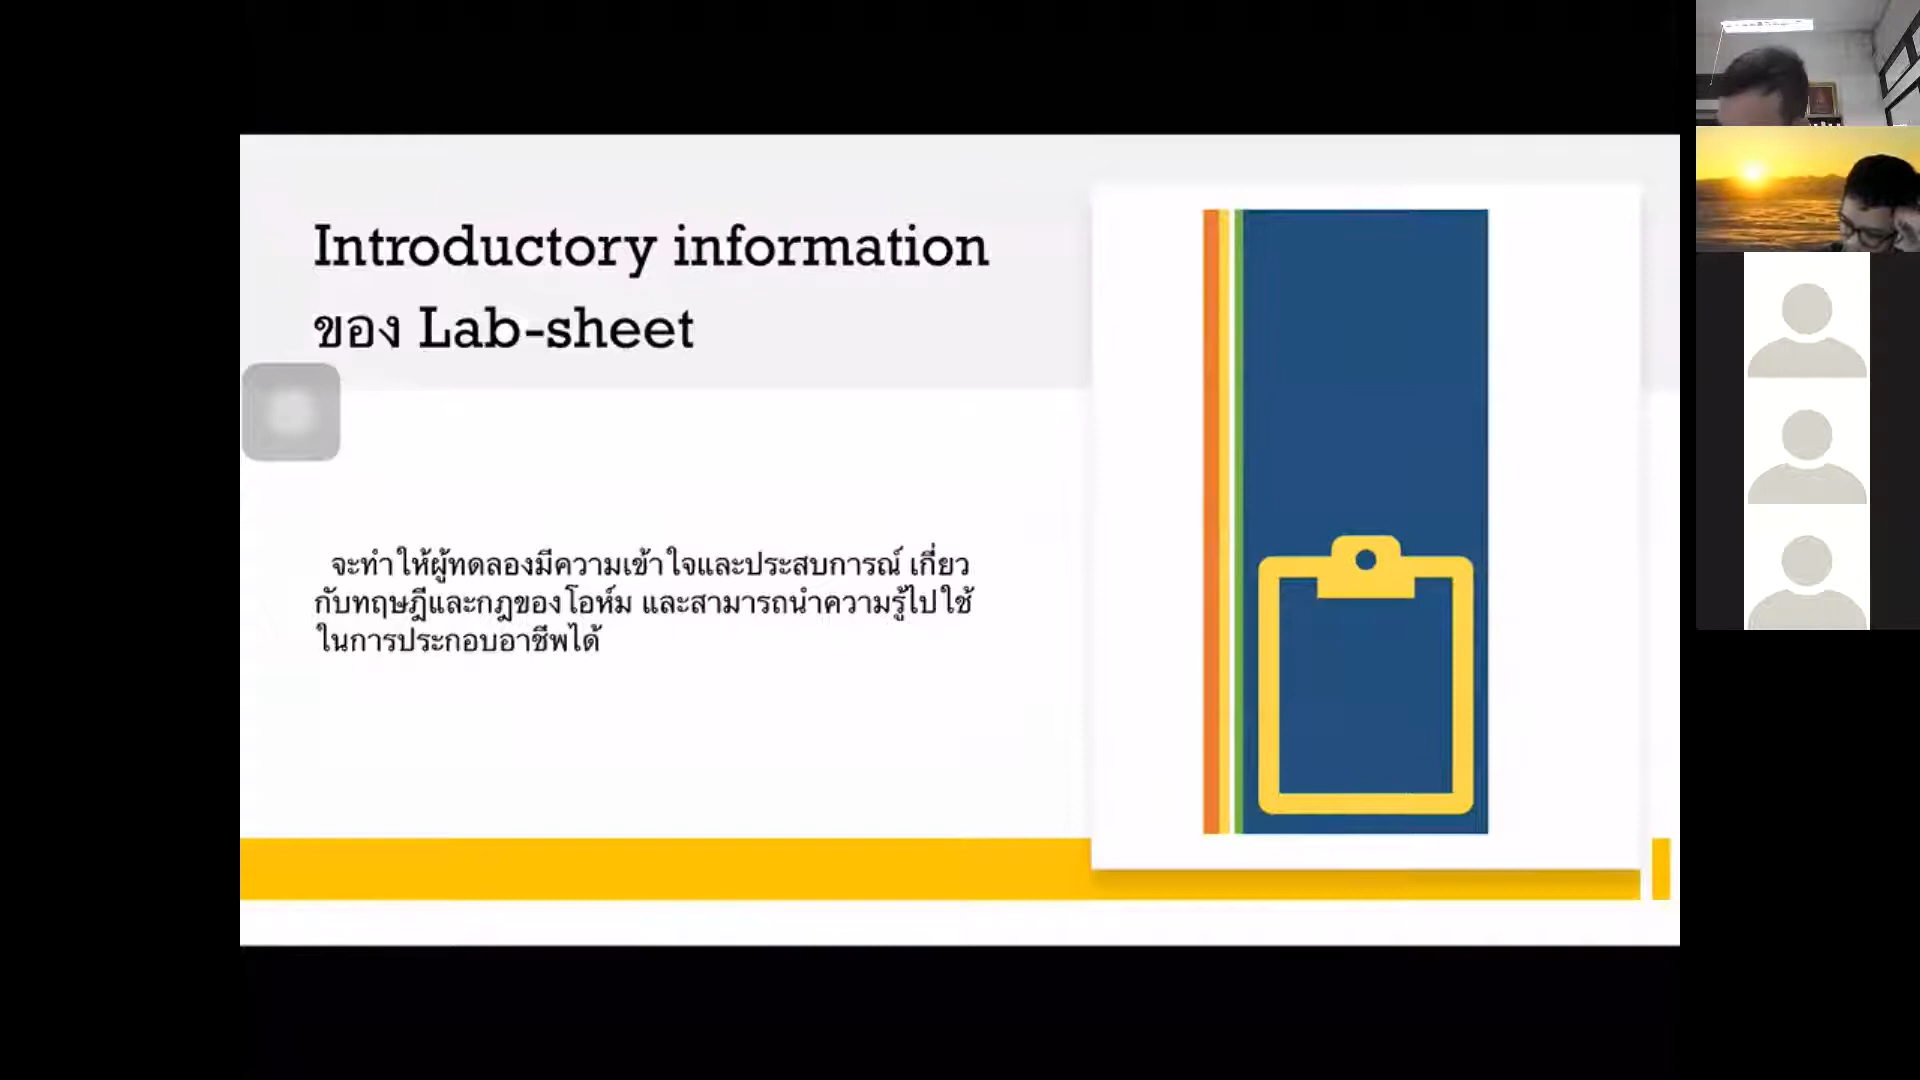 Introductory information
ของ Lab-sheet
จะทำให้ผู้ทดลองมีความเข้าใจและประสบการณ์ เกี่ยว
กับทฤษฎีและกฎของโอห์ม และสามารถนำความรู้ไปใช้
ในการประกอบอาชีพได้